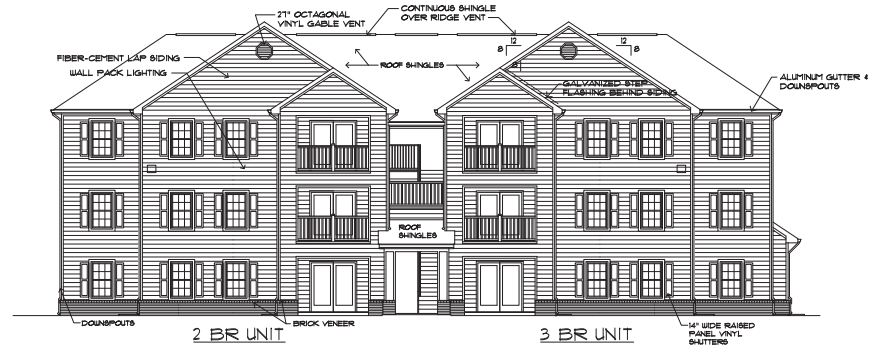 27" OCTAGONAL
VINYL GABLE VENT
CONTINUOUS SHINGLE
OVER RIDGE VENT
12
8
12
8
FIBER-CEMENT LAP SIDING
ROOF SHINGLES
8
WALL PACK LIGHTING
GALVANIZED STEP
FLASHING BEHIND SIDING
ALUMINUM GUTTER &
DOWNSPOUTS
ROOF
SHINGLES
DOWNSPOUTS
BRICK VENEER
14" WIDE RAISED
PANEL VINYL
SHUTTERS
2 BR UNIT
3 BR UNIT